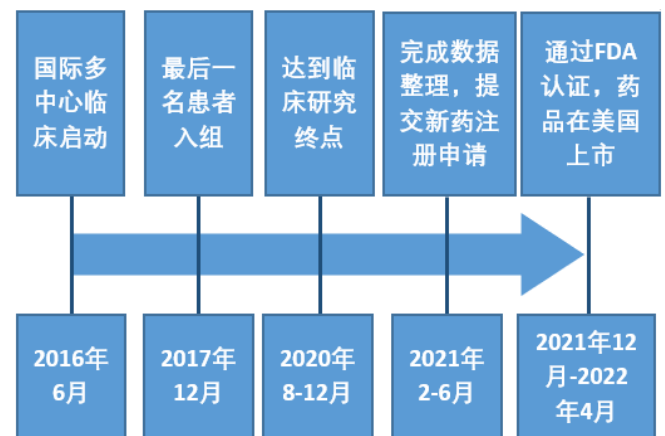 国际多
中心临
床启动
最后一
名患者
入组
达到临
床研究
终点
完成数据
整理，提
交新药注
册申请
通过FDA
认证，药
品在美国
上市
2016年
6月
2017年
12月
2020年
8-12月
2021年
2-6月
2021年12
月-2022
年4月